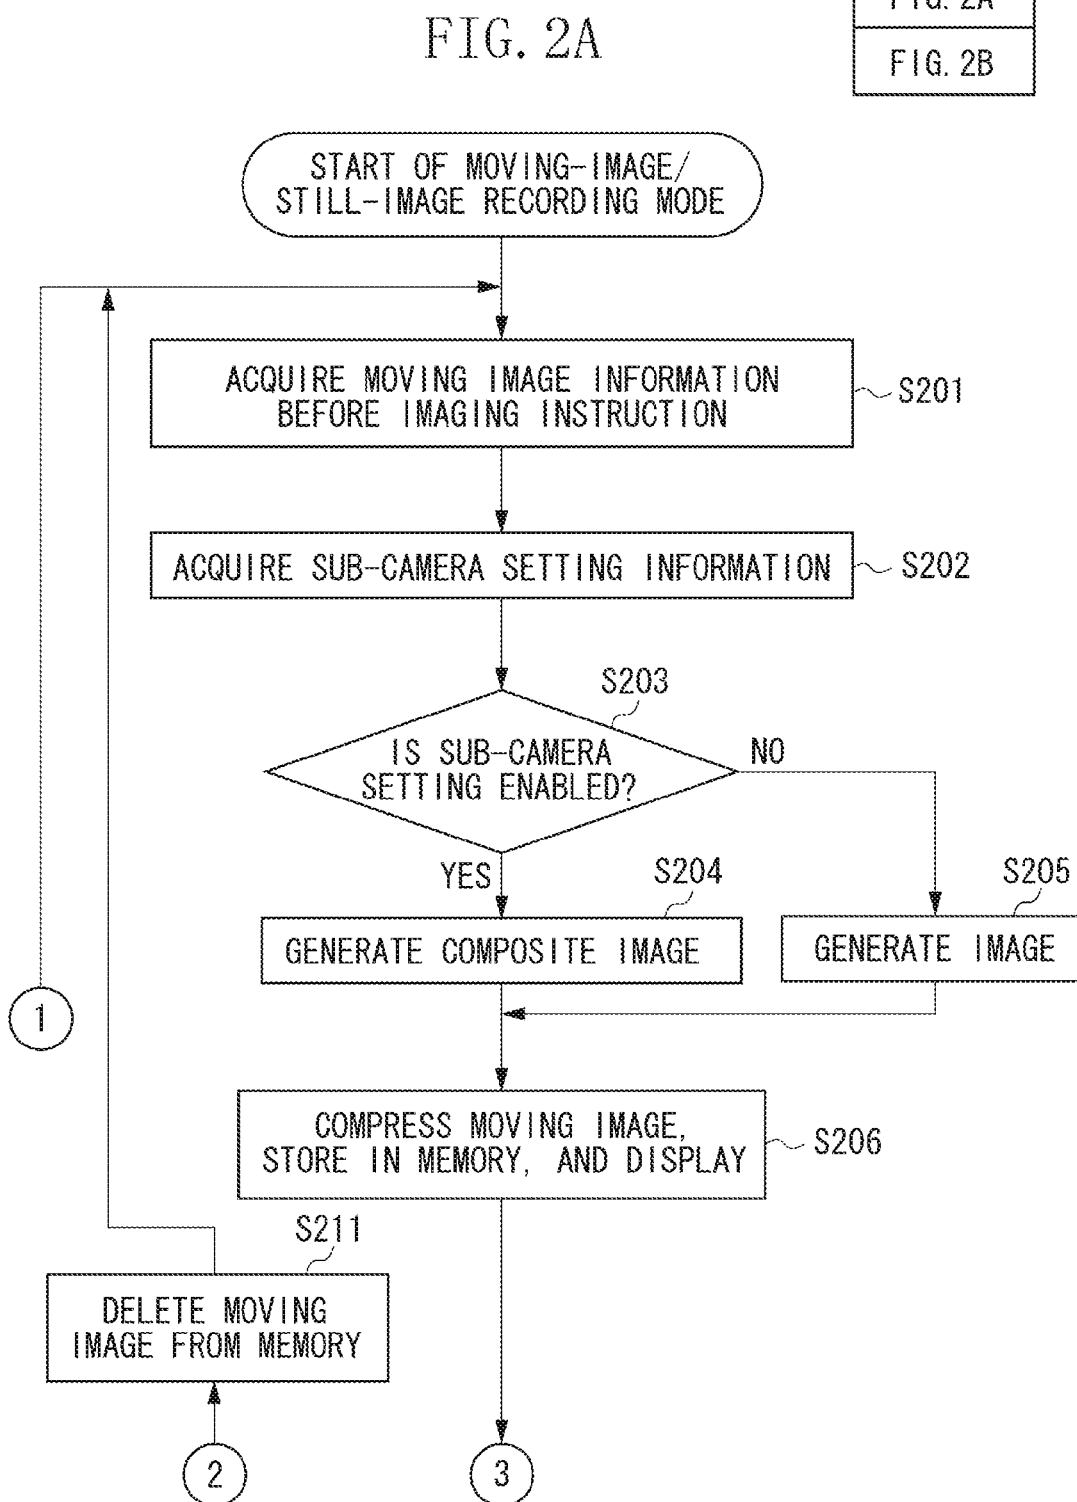 FIG. 2A
FIG. 2A
FIG. 2B
START OF MOVING-IMAGE/
STILL-IMAGE RECORDING MODE
ACQUIRE MOVING IMAGE INFORMATION
BEFORE IMAGING INSTRUCTION
S201
ACQUIRE SUB-CAMERA SETTING INFORMATION
S202
S203
IS SUB-CAMERA
SETTING ENABLED?
NO
YES
S204
S205
GENERATE COMPOSITE IMAGE
GENERATE IMAGE
1
COMPRESS MOVING IMAGE,
STORE IN MEMORY, AND DISPLAY
S206
S211
DELETE MOVING
IMAGE FROM MEMORY
2
3